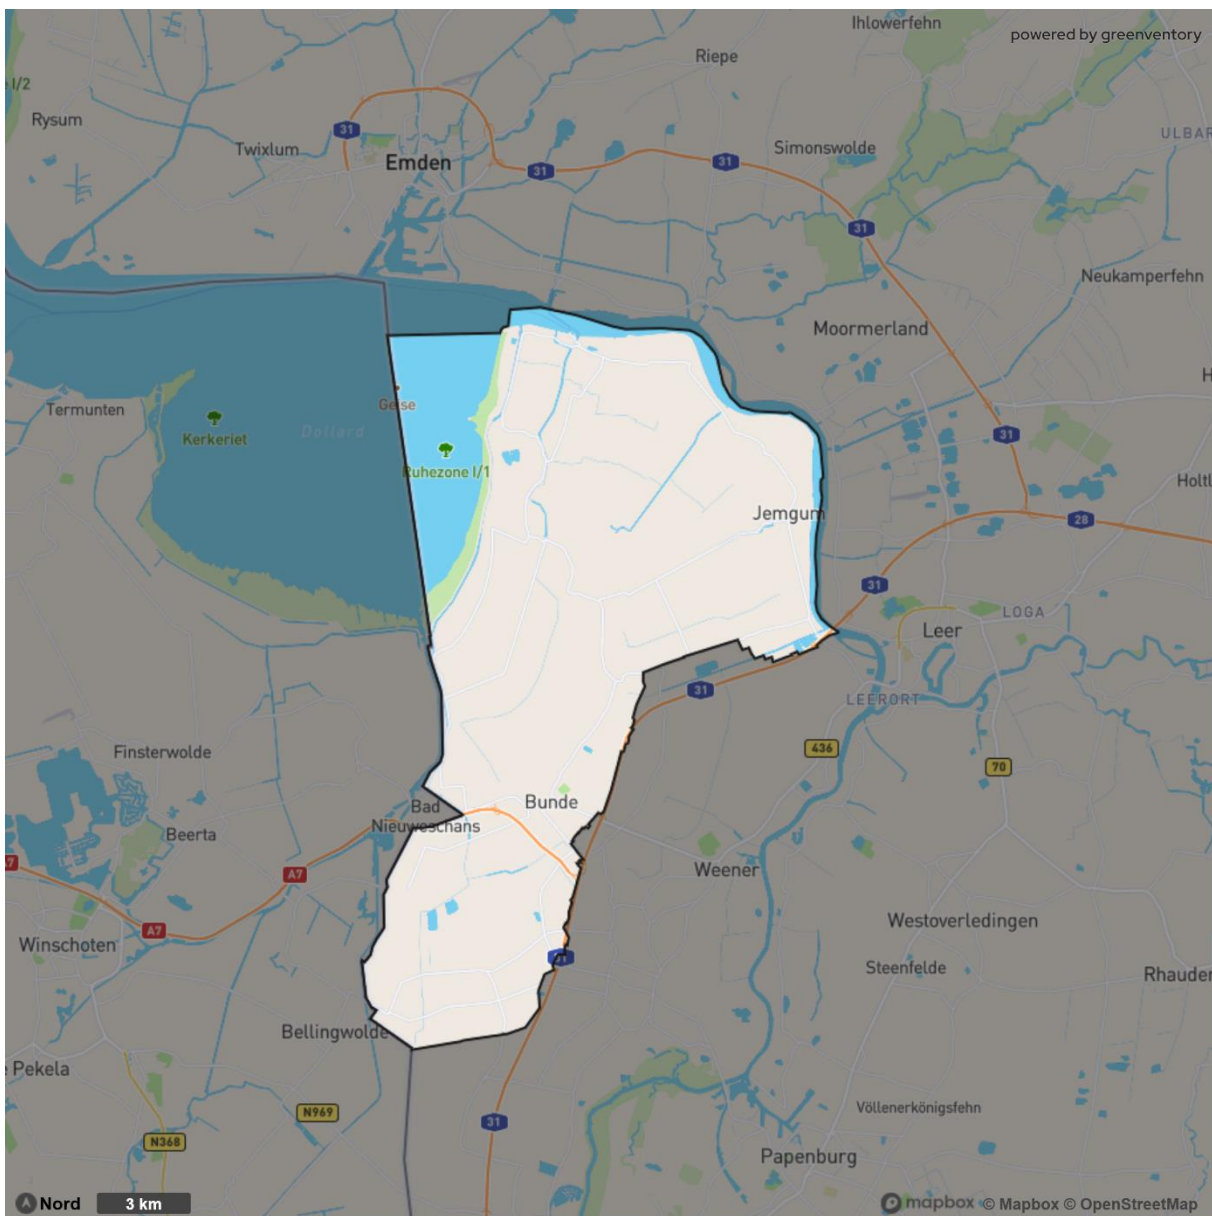 Ihlowerfehn
powered by greenventory
Riepe
I/2
Rysum
31
Twixlum
Emden
31
31
Simonswolde
ULBAR
31
Neukamperfehn
Moormerland
H
Termunten
Geise
Kerkeriet
Dollard
31
Ruhezone I/1
Holtl
Jemgum
28
31
LOGA
Leer
31
LEERORT
436
Finsterwolde
70
Bunde
Bad
Nieuweschans
Beerta
A7
Weener
A7
Winschoten
Westoverledingen
31
Steenfelde
Rhauder
Bellingwolde
Pekela
N969
31
Völlenerkönigsfehn
N368
Papenburg
Nord
3 km
mapbox © Mapbox © OpenStreetMap